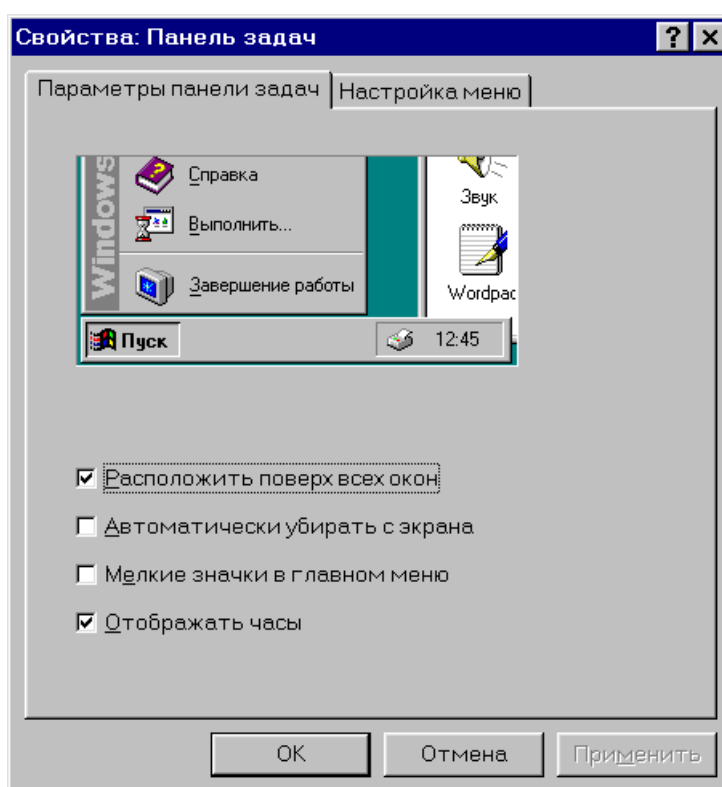 Свойства: Панель задач
Параметры панели задач
Настройка меню
Windows
Справка
Выполнить...
Завершение работы
Звук
Wordpad
Пуск
12:45
Расположить поверх всех окон
Автоматически убирать с экрана
Мелкие значки в главном меню
Отображать часы
ОК
Отмена
Применить